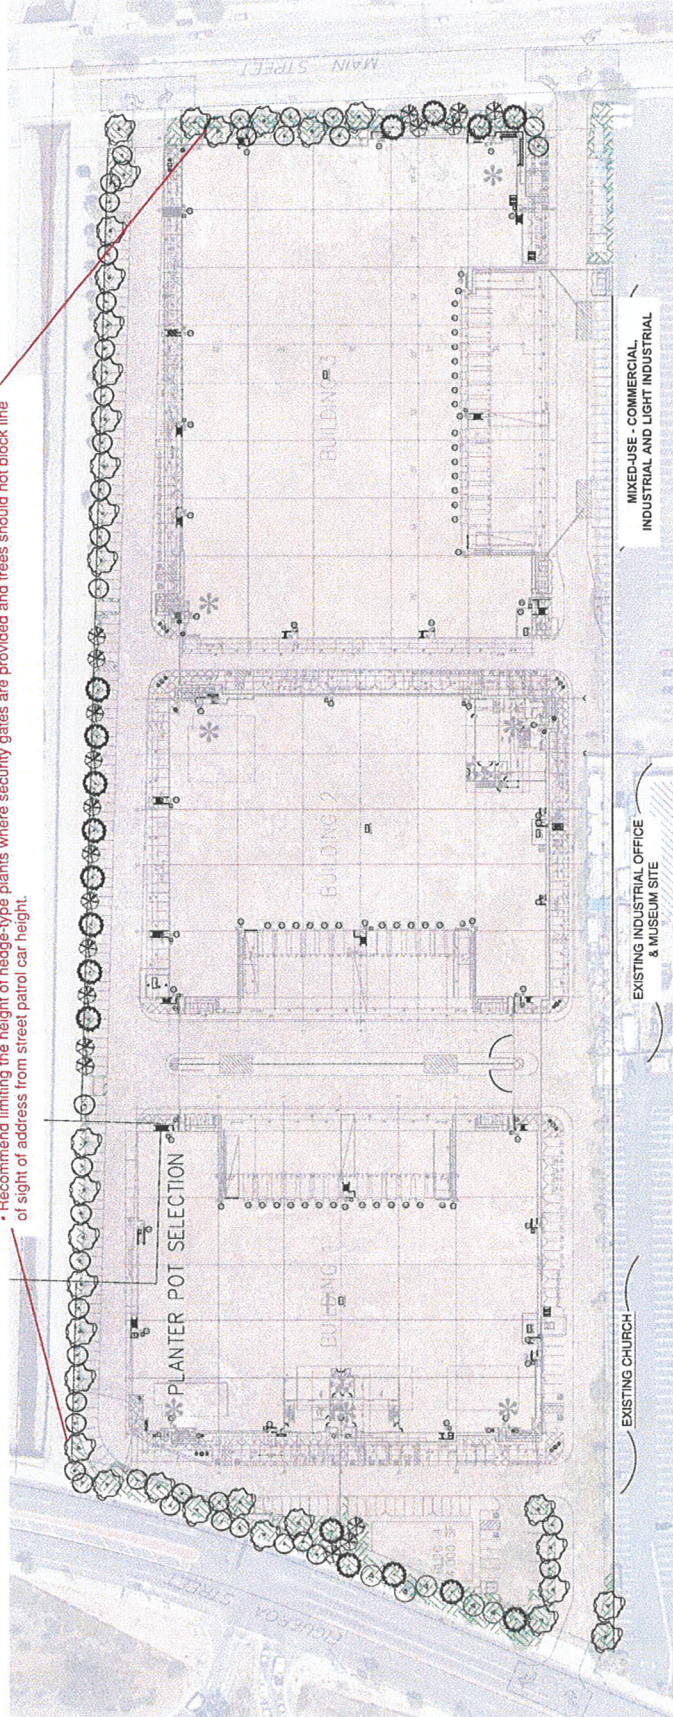 • Recommend limiting the height of hedge-type plants where security gates are provided and trees should not block line
of sight of address from street patrol car height.
MAIN STREET
BUILDING 3
BUILDING 2
BUILDING 1
PLANTER POT SELECTION
FIGUEROA STREET
MIXED-USE - COMMERCIAL,
INDUSTRIAL AND LIGHT INDUSTRIAL
EXISTING INDUSTRIAL OFFICE
& MUSEUM SITE
EXISTING CHURCH